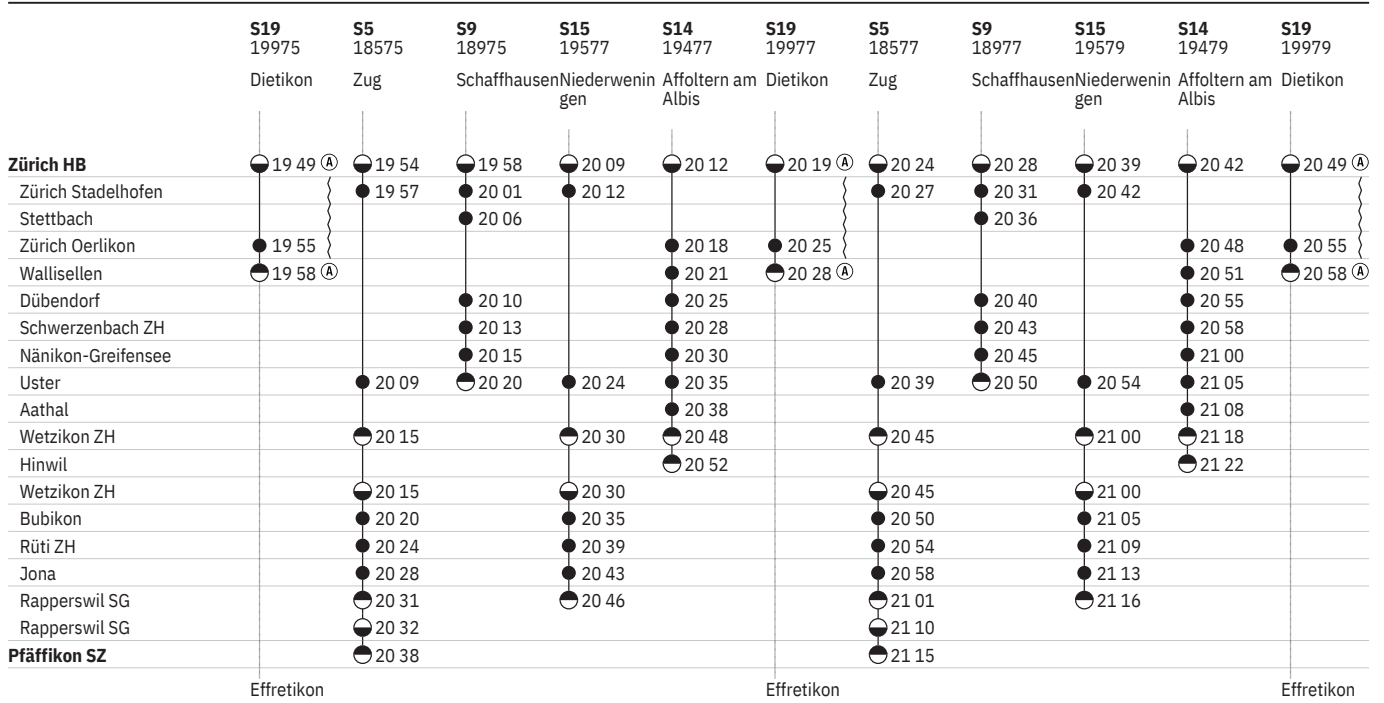 S19 S5 S9 S15 S14 S19 S5 S9 S15 S14 S19
19975 18575 18975 19577 19477 19977 18577 18977 19579 19479 19979
Dietikon Zug Schaffhausen Niederwenin Affoltern am Dietikon Zug Schaffhausen Niederwenin Affoltern am Dietikon
gen Albis gen Albis
Zürich HB 19 49 A 19 54 19 58 20 09 20 12 20 19 A 20 24 20 28 20 39 20 42 20 49 A
Zürich Stadelhofen 19 57 20 01 20 12 20 27 20 31 20 42
Stettbach 20 06 20 36
Zürich Oerlikon 19 55 20 18 20 25 20 48 20 55
Wallisellen 19 58 A 20 21 20 28 A 20 51 20 58 A
Dübendorf 20 10 20 25 20 40 20 55
Schwerzenbach ZH 20 13 20 28 20 43 20 58
Nänikon-Greifensee 20 15 20 30 20 45 21 00
Uster 20 09 20 20 20 24 20 35 20 39 20 50 20 54 21 05
Aathal 20 38 21 08
Wetzikon ZH 20 15 20 30 20 48 20 45 21 00 21 18
Hinwil 20 52 21 22
Wetzikon ZH 20 15 20 30 20 45 21 00
Bubikon 20 20 20 35 20 50 21 05
Rüti ZH 20 24 20 39 20 54 21 09
Jona 20 28 20 43 20 58 21 13
Rapperswil SG 20 31 20 46 21 01 21 16
Rapperswil SG 20 32 21 10
Pfäffikon SZ 20 38 21 15
Effretikon Effretikon Effretikon